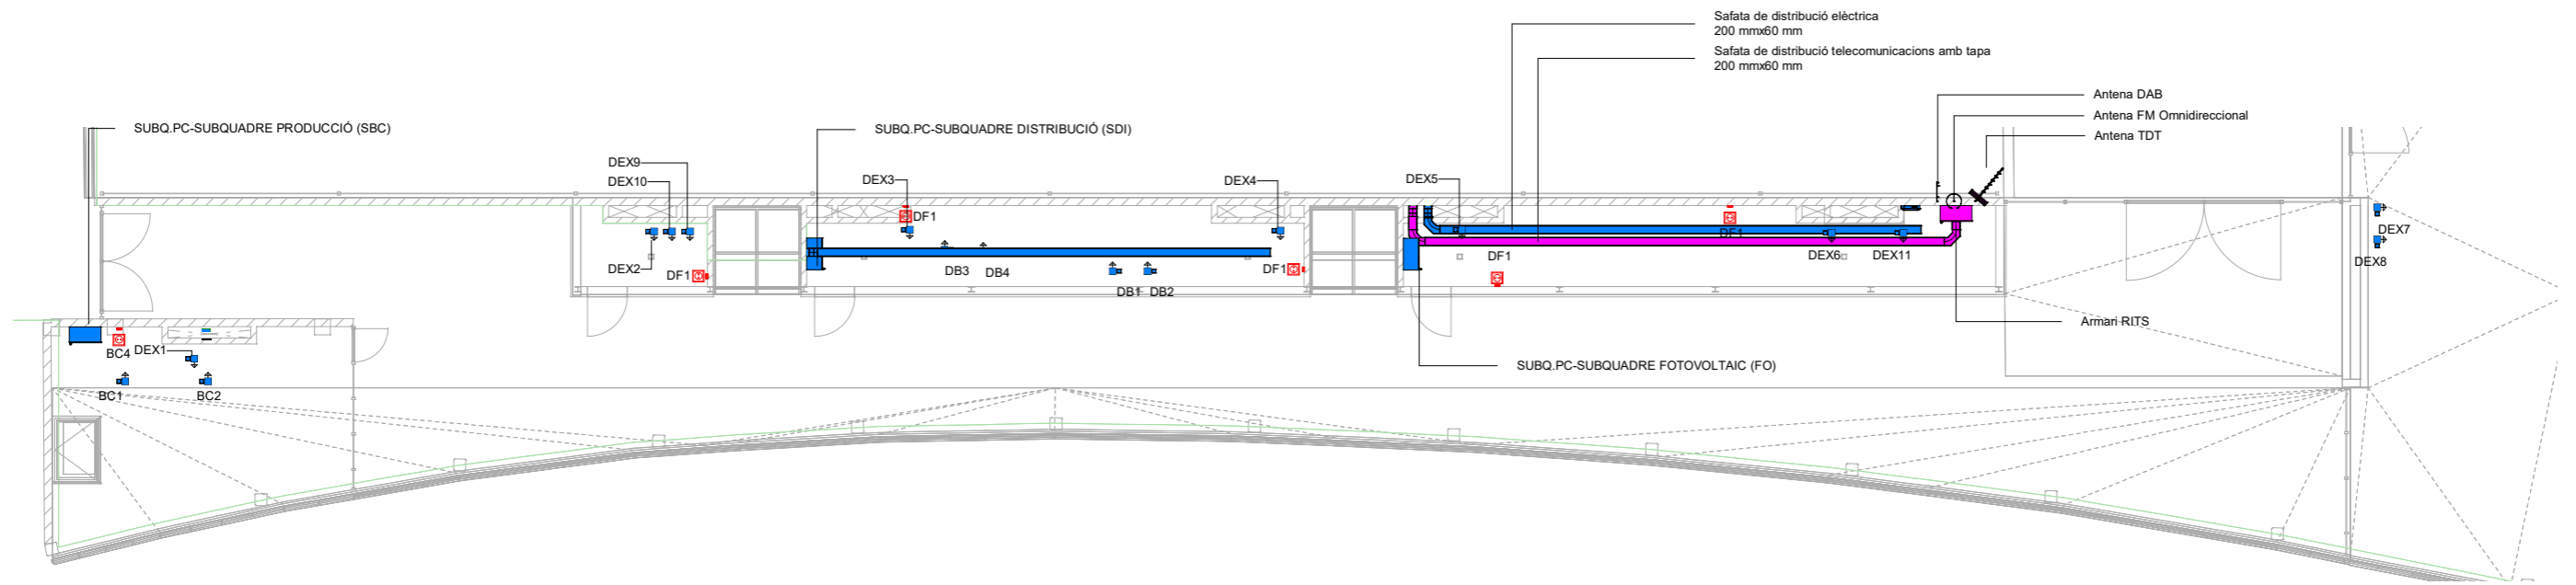 Safata de distribució elèctrica
200 mmx60 mm
Safata de distribució telecomunicacions amb tapa
200 mmx60 mm
Antena DAB
Antena FM Omnidireccional
Antena TDT
SUBQ.PC-SUBQUADRE PRODUCCIÓ (SBC)
SUBQ.PC-SUBQUADRE DISTRIBUCIÓ (SDI)
DEX9
DEX10
DEX3
DEX4
DEX5
DF1
DF1
DEX7
DEX2
DF1
DB3
DB4
DF1
DF1
DEX6
DEX11
DEX8
DB1
DB2
Armari RITS
BC4
DEX1
SUBQ.PC-SUBQUADRE FOTOVOLTAIC (FO)
BC1
BC2